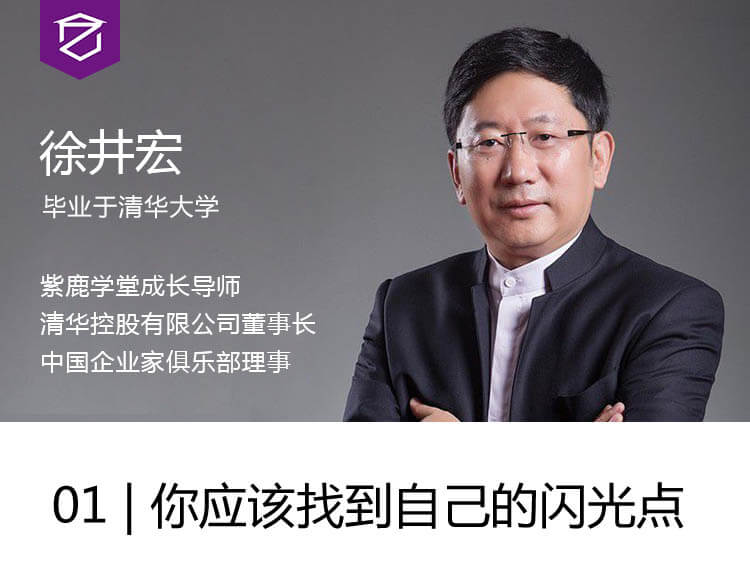 徐井宏
毕业于清华大学
紫鹿学堂成长导师
清华控股有限公司董事长
中国企业家俱乐部理事
01 | 你应该找到自己的闪光点